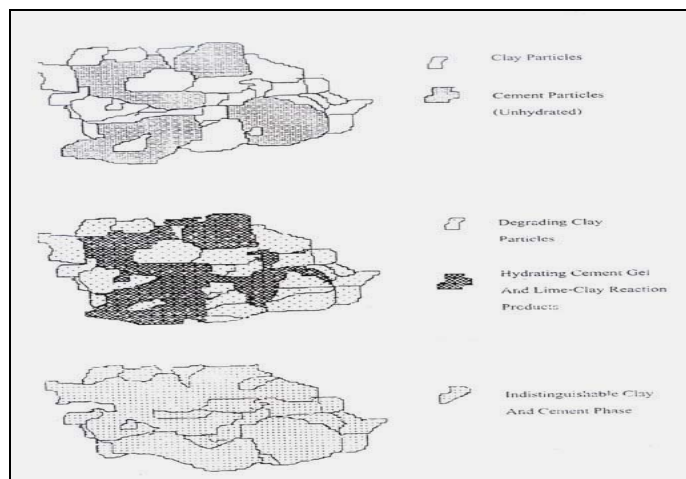 Clay Particles
Cement Particles
(Unhydrated)
Degrading Clay
Particles
Hydrating Cement Gel
And Lime-Clay Reaction
Products
Indistinguishable Clay
And Cement Phase